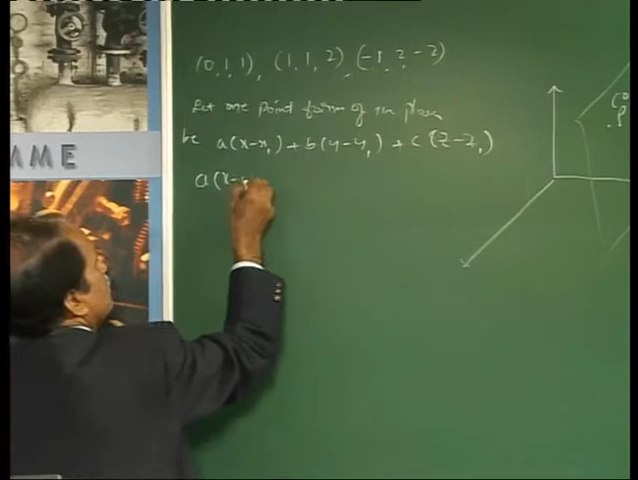 (0,1,1), (1,1,2) (-1,2,-2)
Let one point form of the plane
be a(x-x₁)+b(y-y₁)+c(z-z₁)
a(x-
P
MME